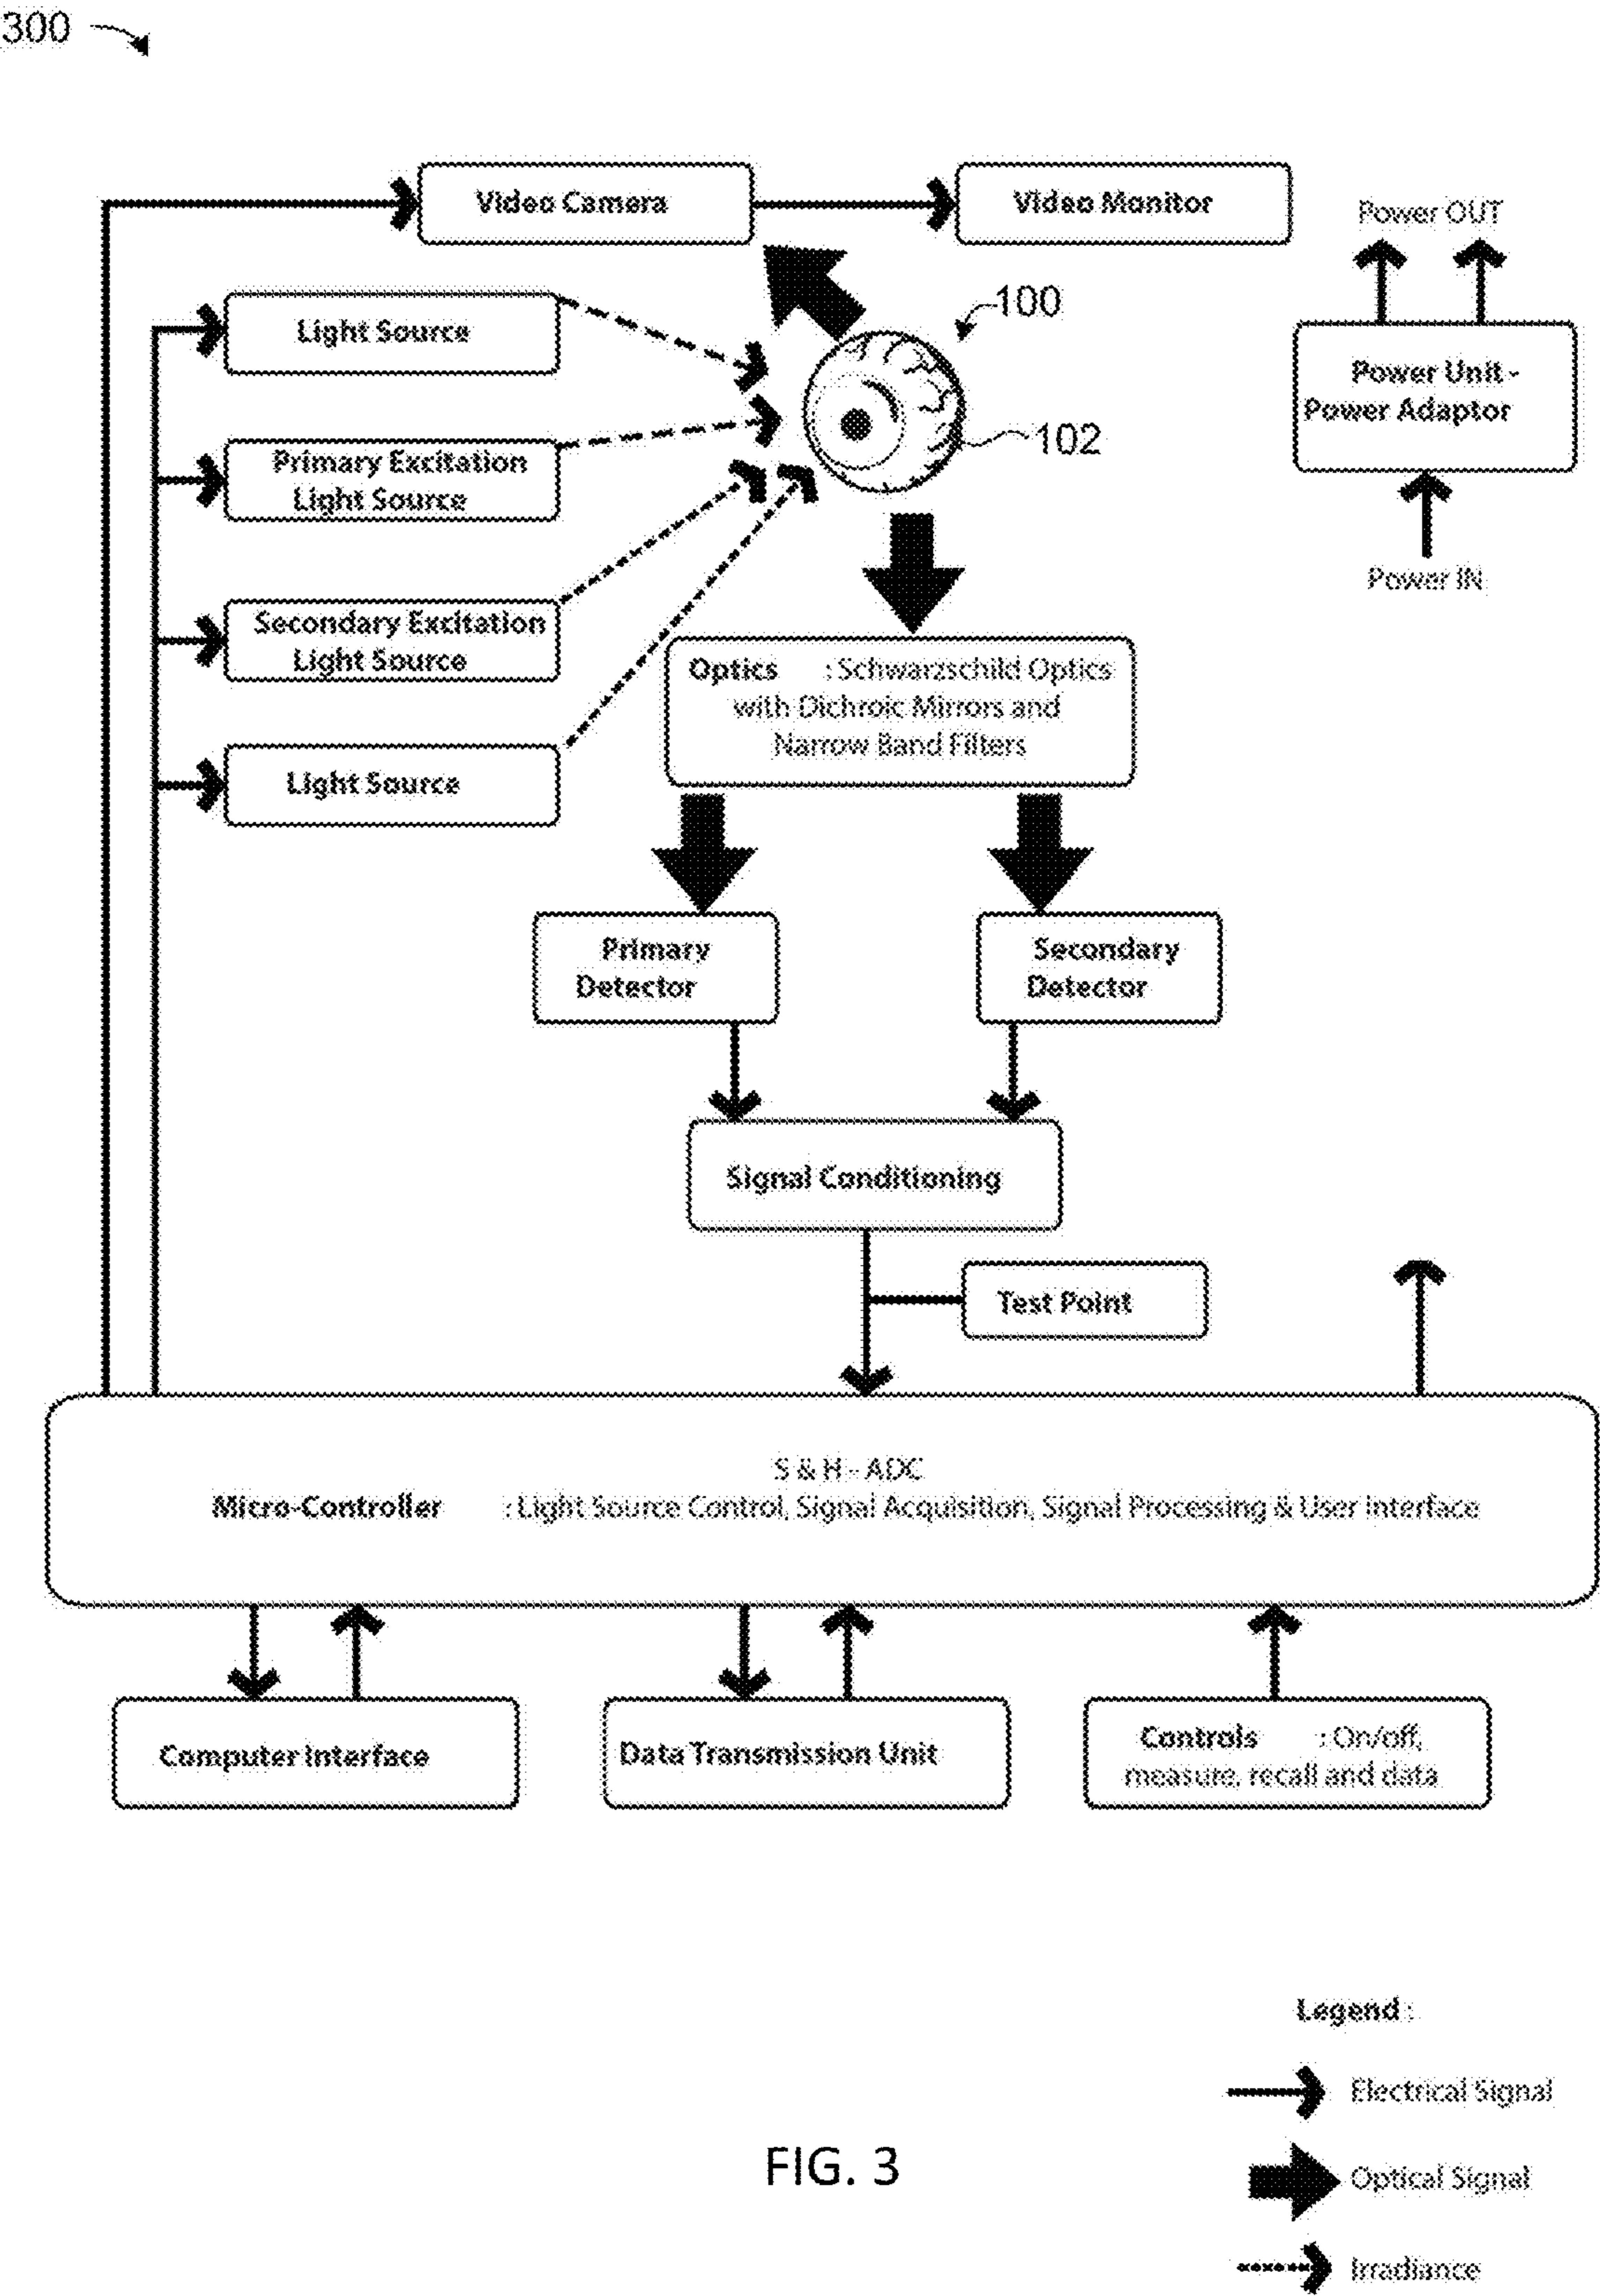 300
Video Camera
Video Monitor
Power OUT
Light Source
100
Power Unit -
Power Adaptor
102
Primary Excitation
Light Source
Power IN
Secondary Excitation
Light Source
Optics : Schwarzschild Optics
with Dichroic Mirrors and
Narrow Band Filters
Light Source
Primary
Detector
Secondary
Detector
Signal Conditioning
Test Point
S & H - ADC
Micro-Controller : Light Source Control, Signal Acquisition, Signal Processing & User Interface
Computer Interface
Data Transmission Unit
Controls : On/off,
measure, recall and data
Legend :
Electrical Signal
Optical Signal
Irradiance
FIG. 3